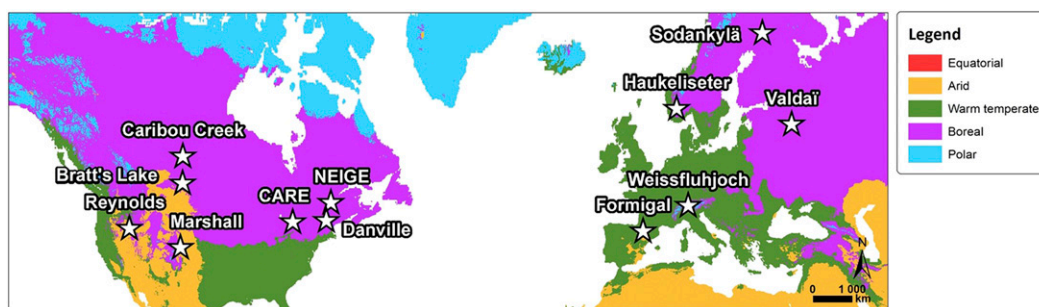 Sodankylä
Haukeliseter
Valdaï
Caribou Creek
Bratt's Lake
Reynolds
Marshall
CARE
NEIGE
Danville
Weissfluhjoch
Formigal
N
0 1 000
km
Legend
Equatorial
Arid
Warm temperate
Boreal
Polar